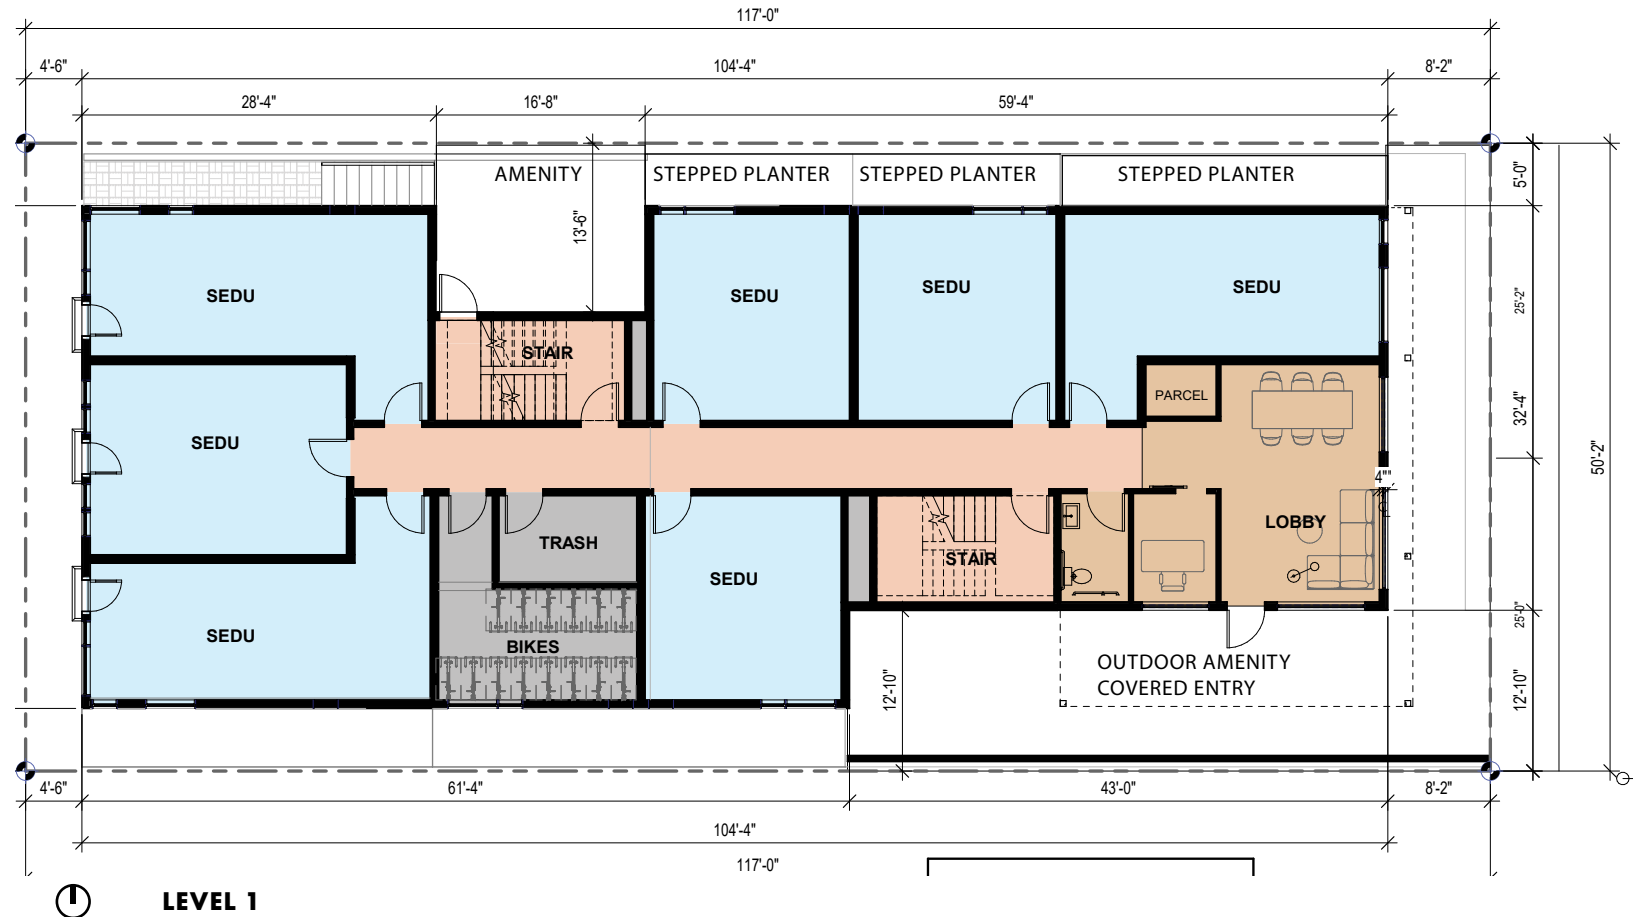 117'-0"
4'-6" 104'-4" 8'-2"
28'-4" 16'-8" 59'-4"
AMENITY STEPPED PLANTER STEPPED PLANTER STEPPED PLANTER
5'-0"
13'-6"
SEDU SEDU SEDU SEDU
25'-2"
STAIR
PARCEL
32'-4"
SEDU
50'-2"
4""
LOBBY
TRASH
STAIR
SEDU
25'-0"
SEDU
BIKES
OUTDOOR AMENITY
COVERED ENTRY
12'-10"
12'-10"
4'-6" 61'-4" 43'-0" 8'-2"
104'-4"
117'-0"
LEVEL 1